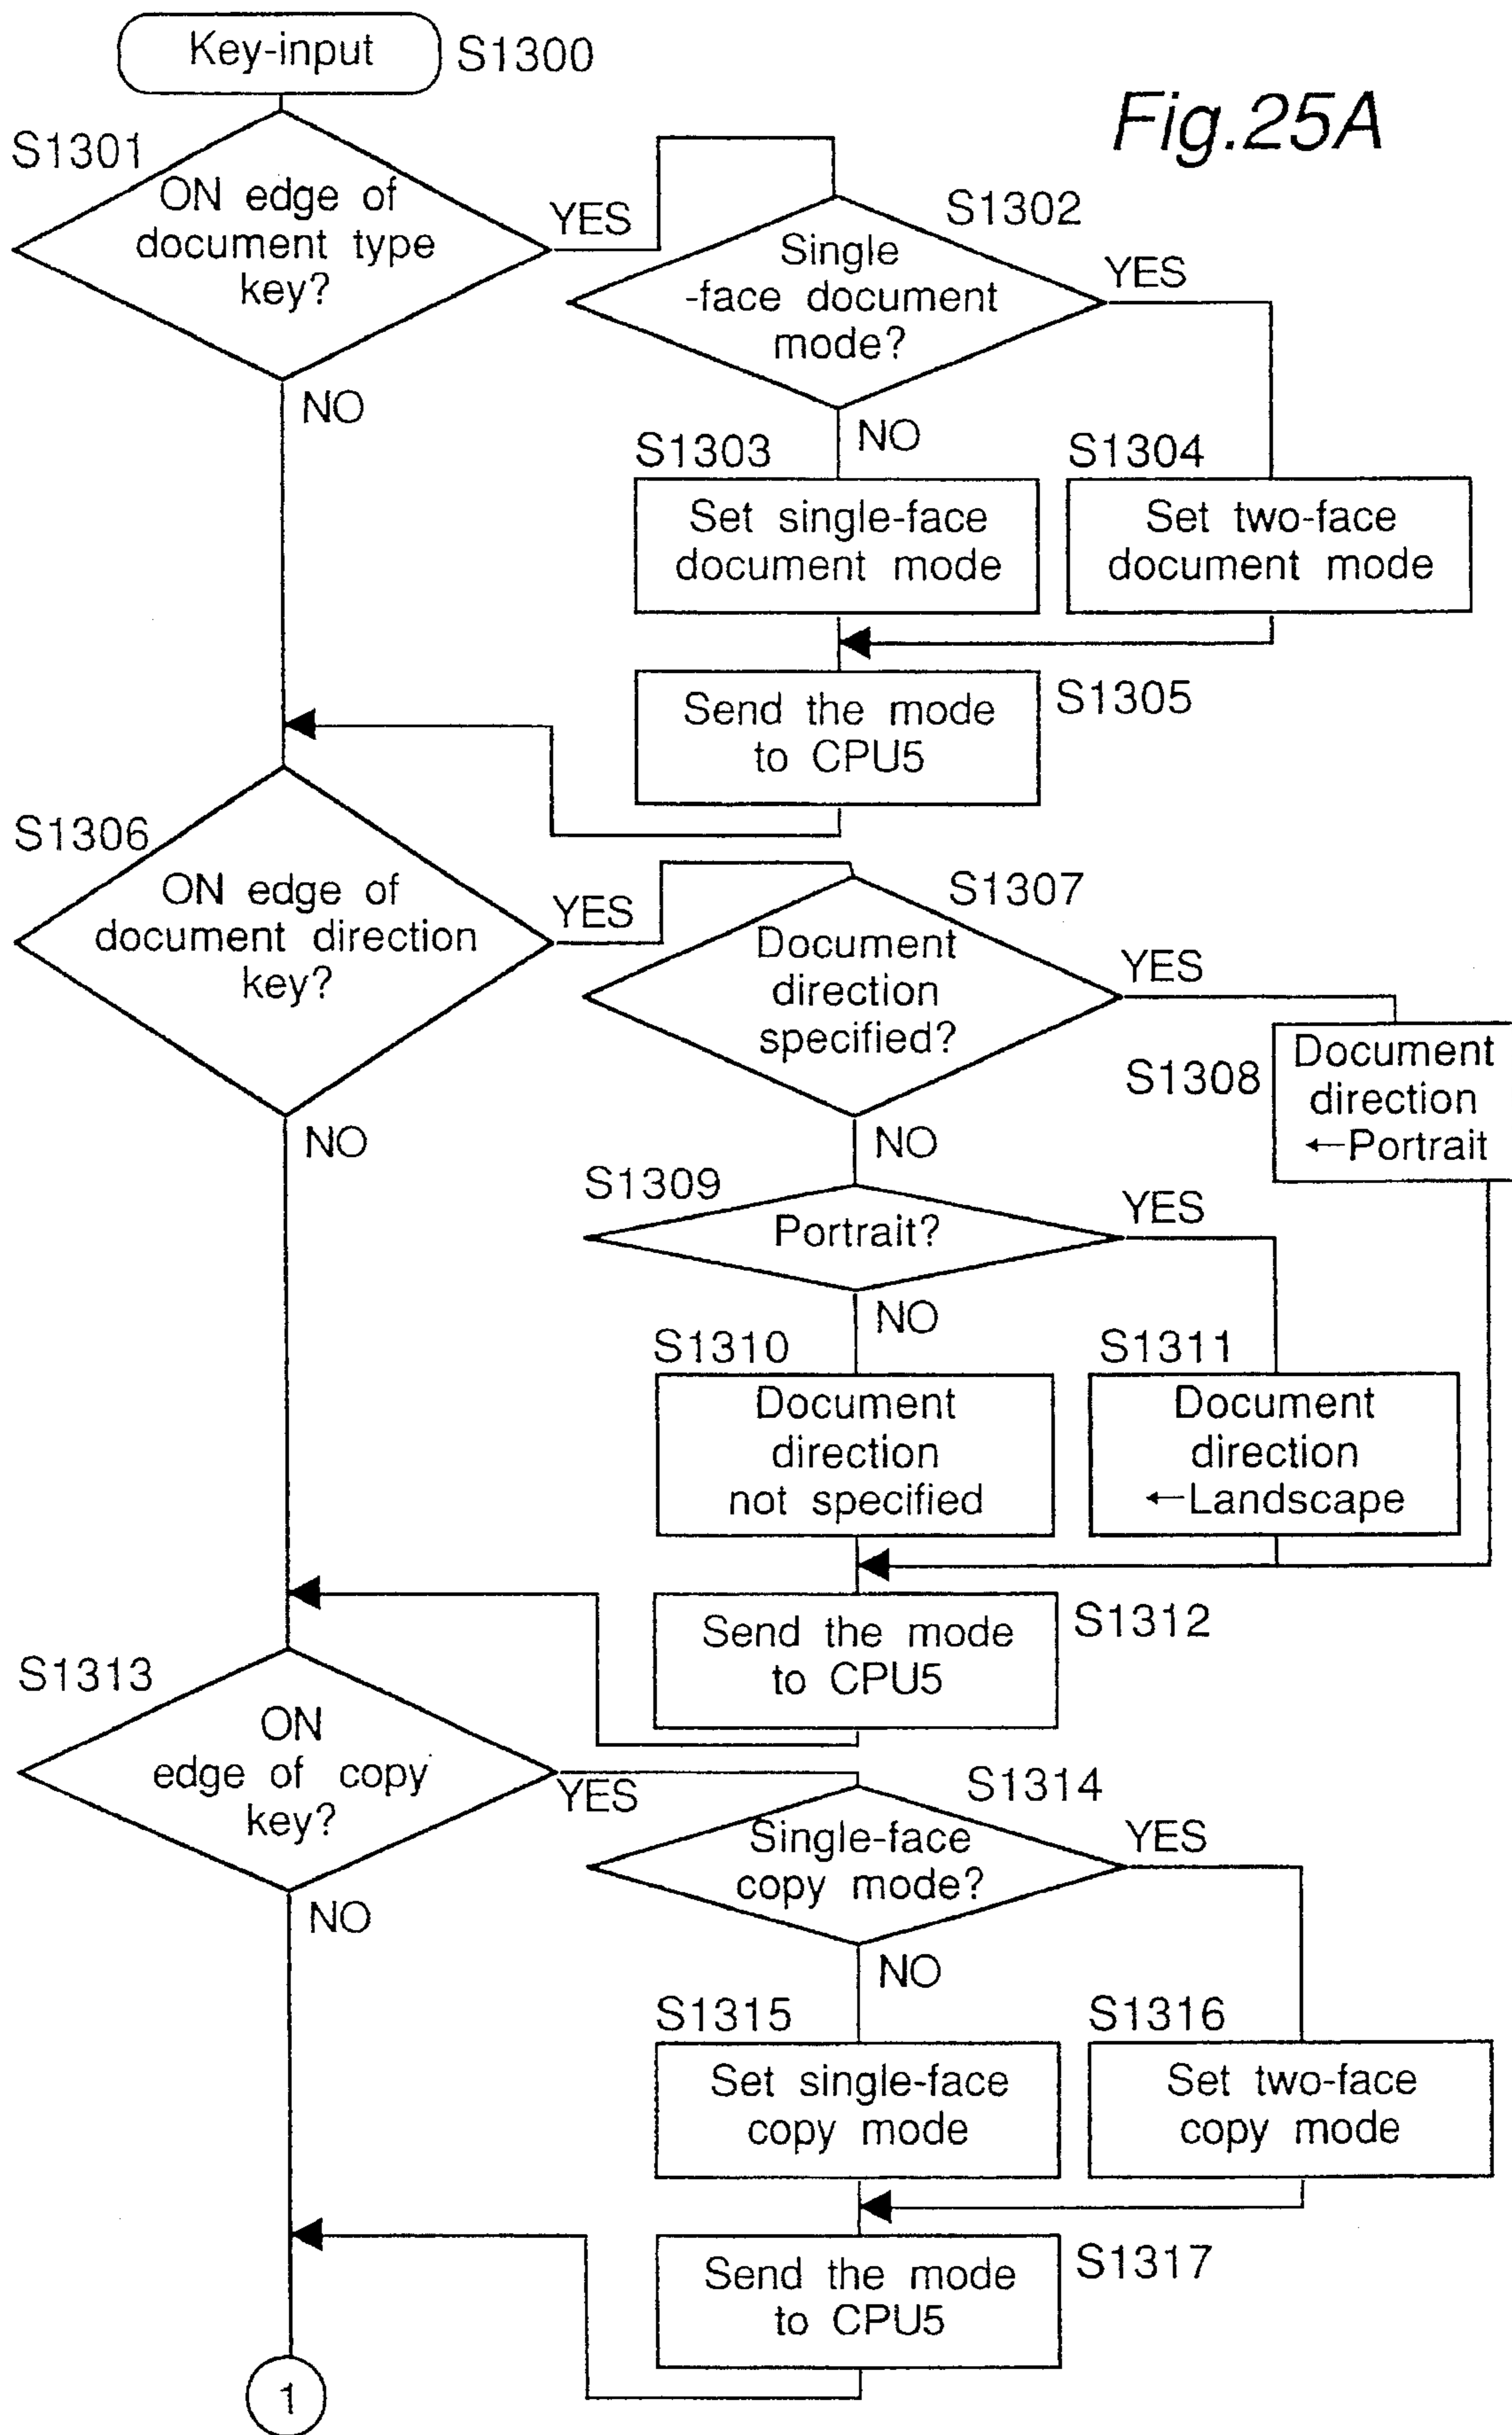 Key-input
S1300
Fig.25A
S1301
ON edge of
document type
key?
YES
NO
S1302
Single
-face document
mode?
YES
NO
S1303
Set single-face
document mode
S1304
Set two-face
document mode
Send the mode
to CPU5
S1305
S1306
ON edge of
document direction
key?
YES
NO
S1307
Document
direction
specified?
YES
NO
S1308
Document
direction
←Portrait
S1309
Portrait?
YES
NO
S1310
Document
direction
not specified
S1311
Document
direction
←Landscape
Send the mode
to CPU5
S1312
S1313
ON
edge of copy
key?
YES
NO
S1314
Single-face
copy mode?
YES
NO
S1315
Set single-face
copy mode
S1316
Set two-face
copy mode
Send the mode
to CPU5
S1317
1